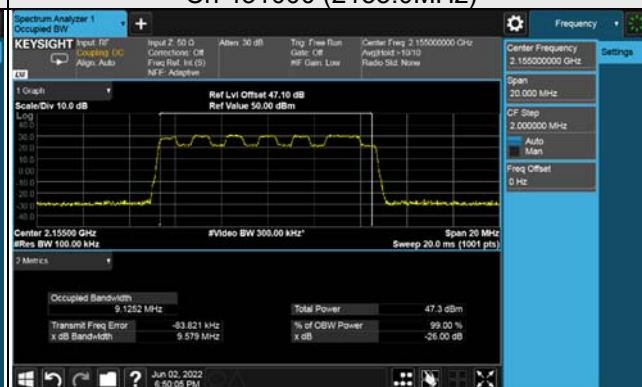 Spectrum Analyzer 1
Occupied BW
Frequency
KEYSIGHT
Input: RF
Coupling: DC
Align: Auto
Input Z: 50 Ω
Corrections: Off
Freq Ref: Int (S)
NFE: Adaptive
Atten: 30 dB
Trig: Free Run
Gate: Off
#IF Gain: Low
Center Freq: 2.155000000 GHz
Avg|Hold:>10/10
Radio Std: None
LXI
Center Frequency
2.155000000 GHz
Settings
Span
20.000 MHz
CF Step
2.000000 MHz
Auto
Man
Freq Offset
0 Hz
1 Graph
Scale/Div 10.0 dB
Ref Lvl Offset 47.10 dB
Ref Value 50.00 dBm
Log
40.0
30.0
20.0
10.0
0.00
-10.0
-20.0
-30.0
-40.0
Center 2.15500 GHz
#Res BW 100.00 kHz
#Video BW 300.00 kHz*
Span 20 MHz
Sweep 20.0 ms (1001 pts)
2 Metrics
Occupied Bandwidth
9.1252 MHz
Total Power
47.3 dBm
Transmit Freq Error
-83.821 kHz
% of OBW Power
99.00 %
x dB Bandwidth
9.579 MHz
x dB
-26.00 dB
?
Jun 02, 2022
6:50:05 PM